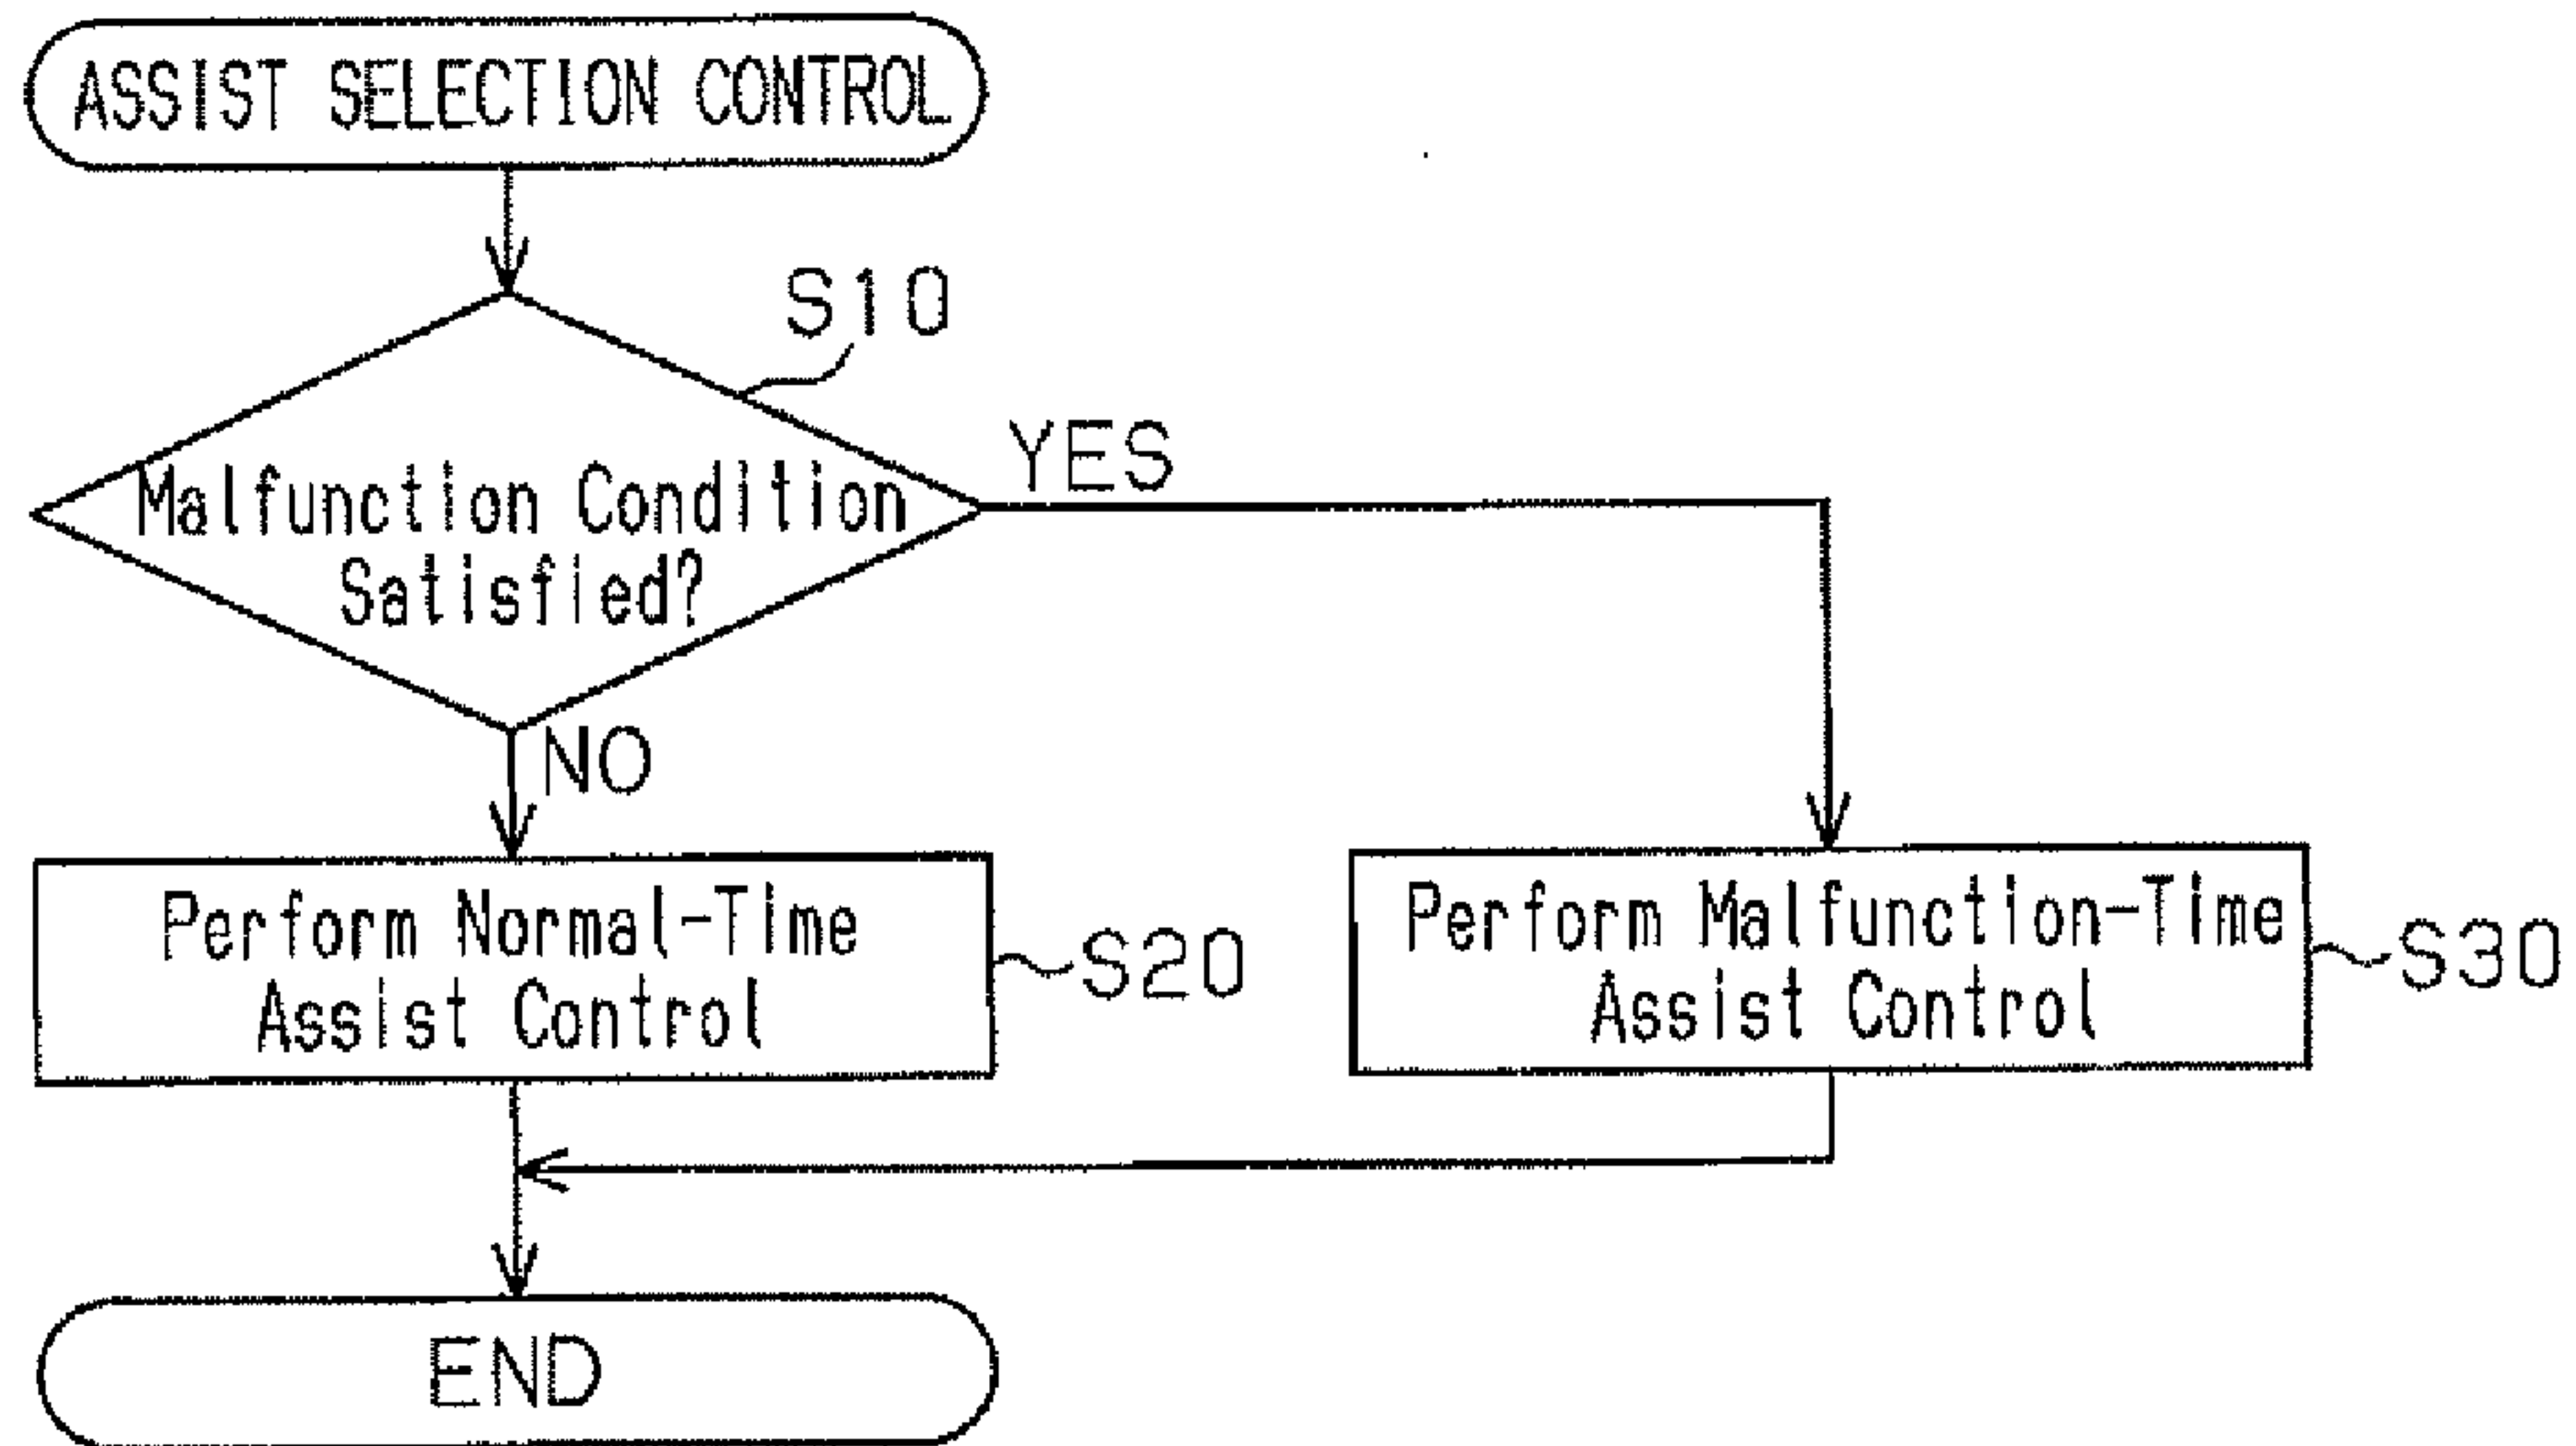 ASSIST SELECTION CONTROL
S10
Malfunction Condition
Satisfied?
YES
NO
Perform Normal-Time
Assist Control
S20
Perform Malfunction-Time
Assist Control
S30
END